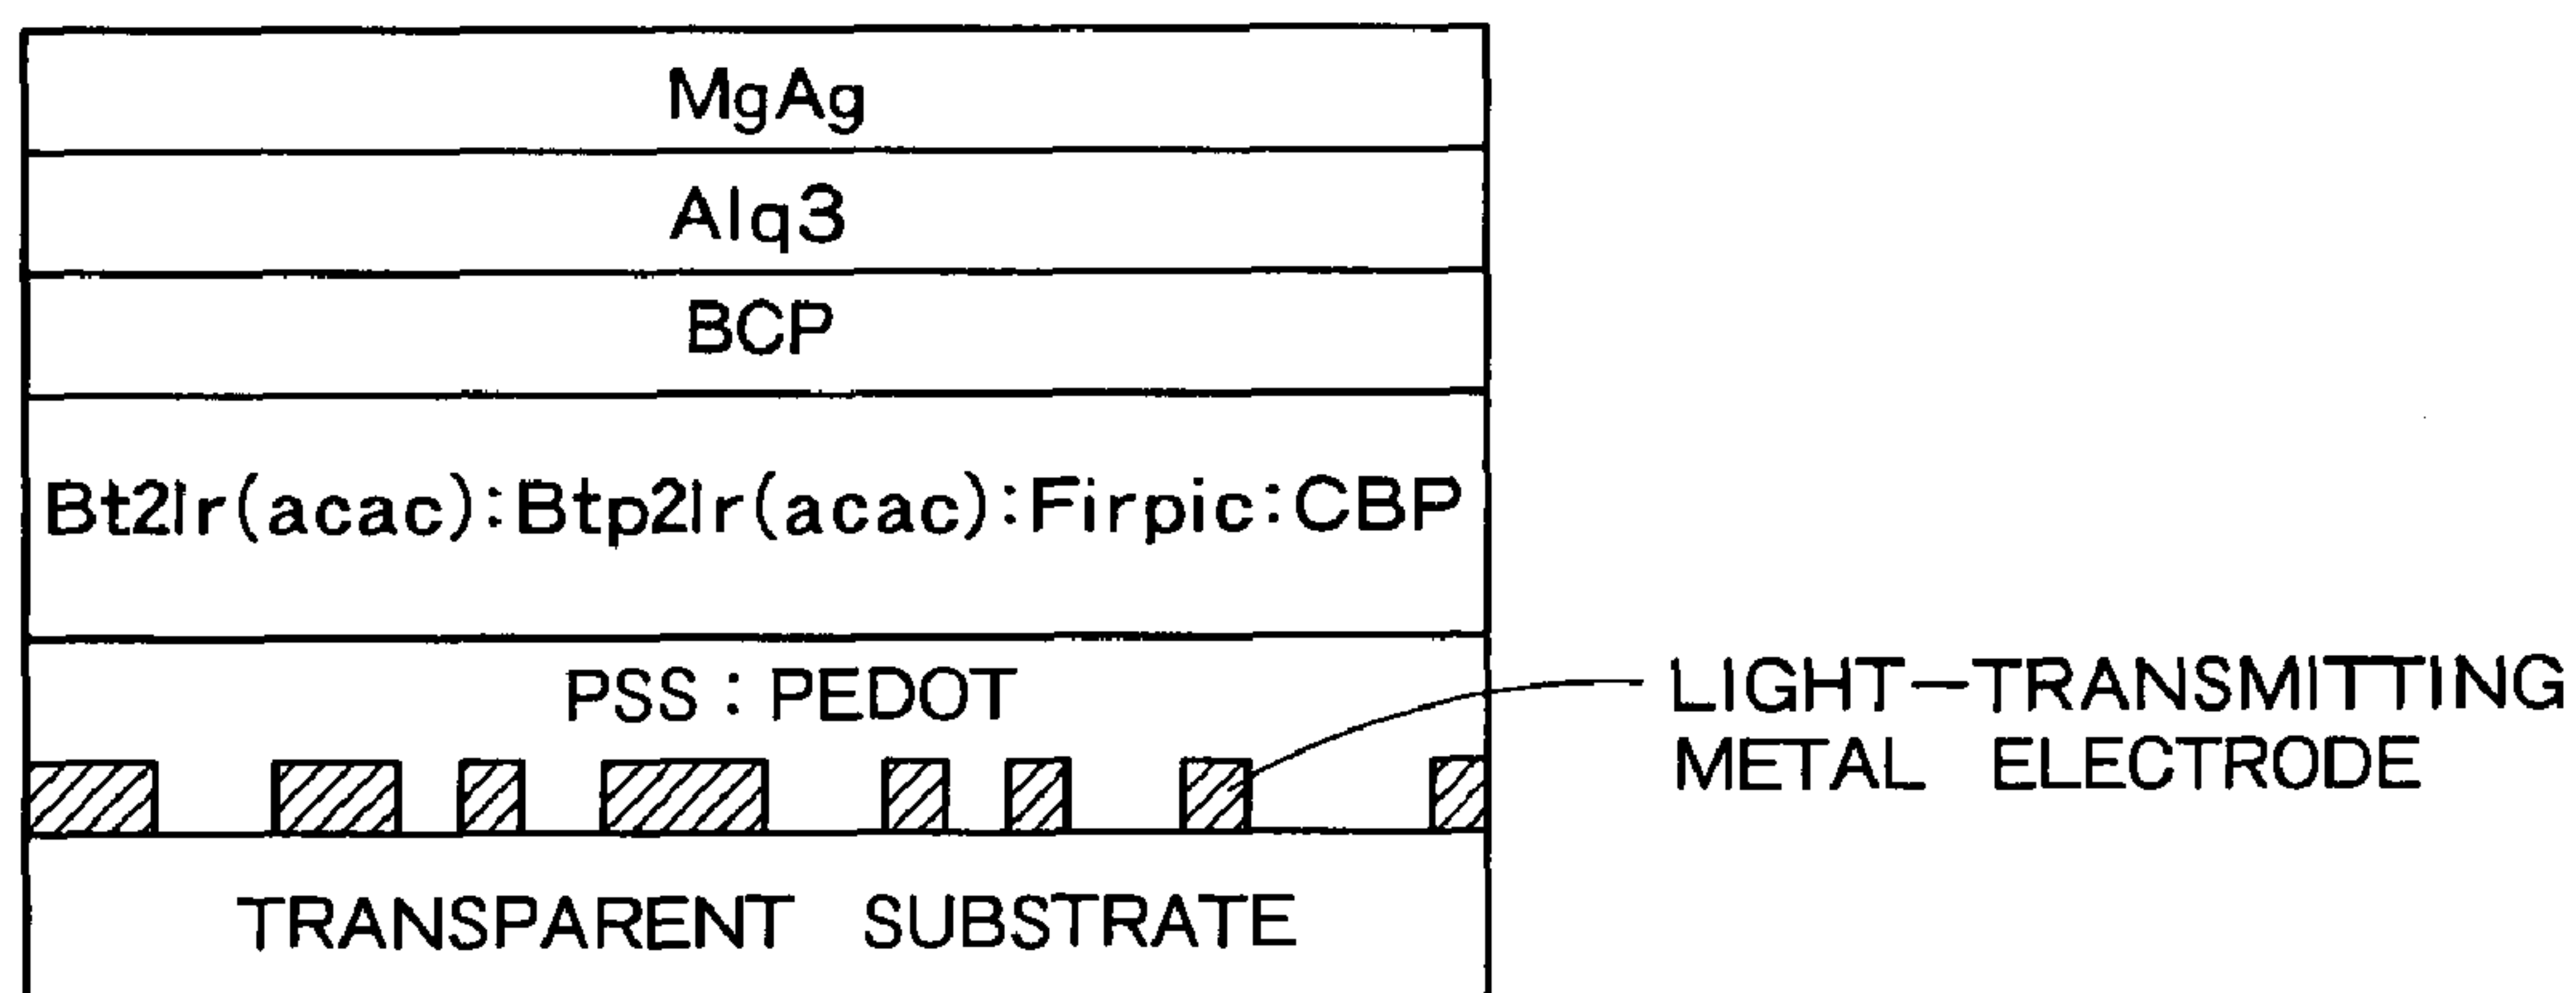 MgAg
Alq3
BCP
Bt2Ir(acac):Btp2Ir(acac):Firpic:CBP
PSS : PEDOT
LIGHT-TRANSMITTING
METAL ELECTRODE
TRANSPARENT SUBSTRATE